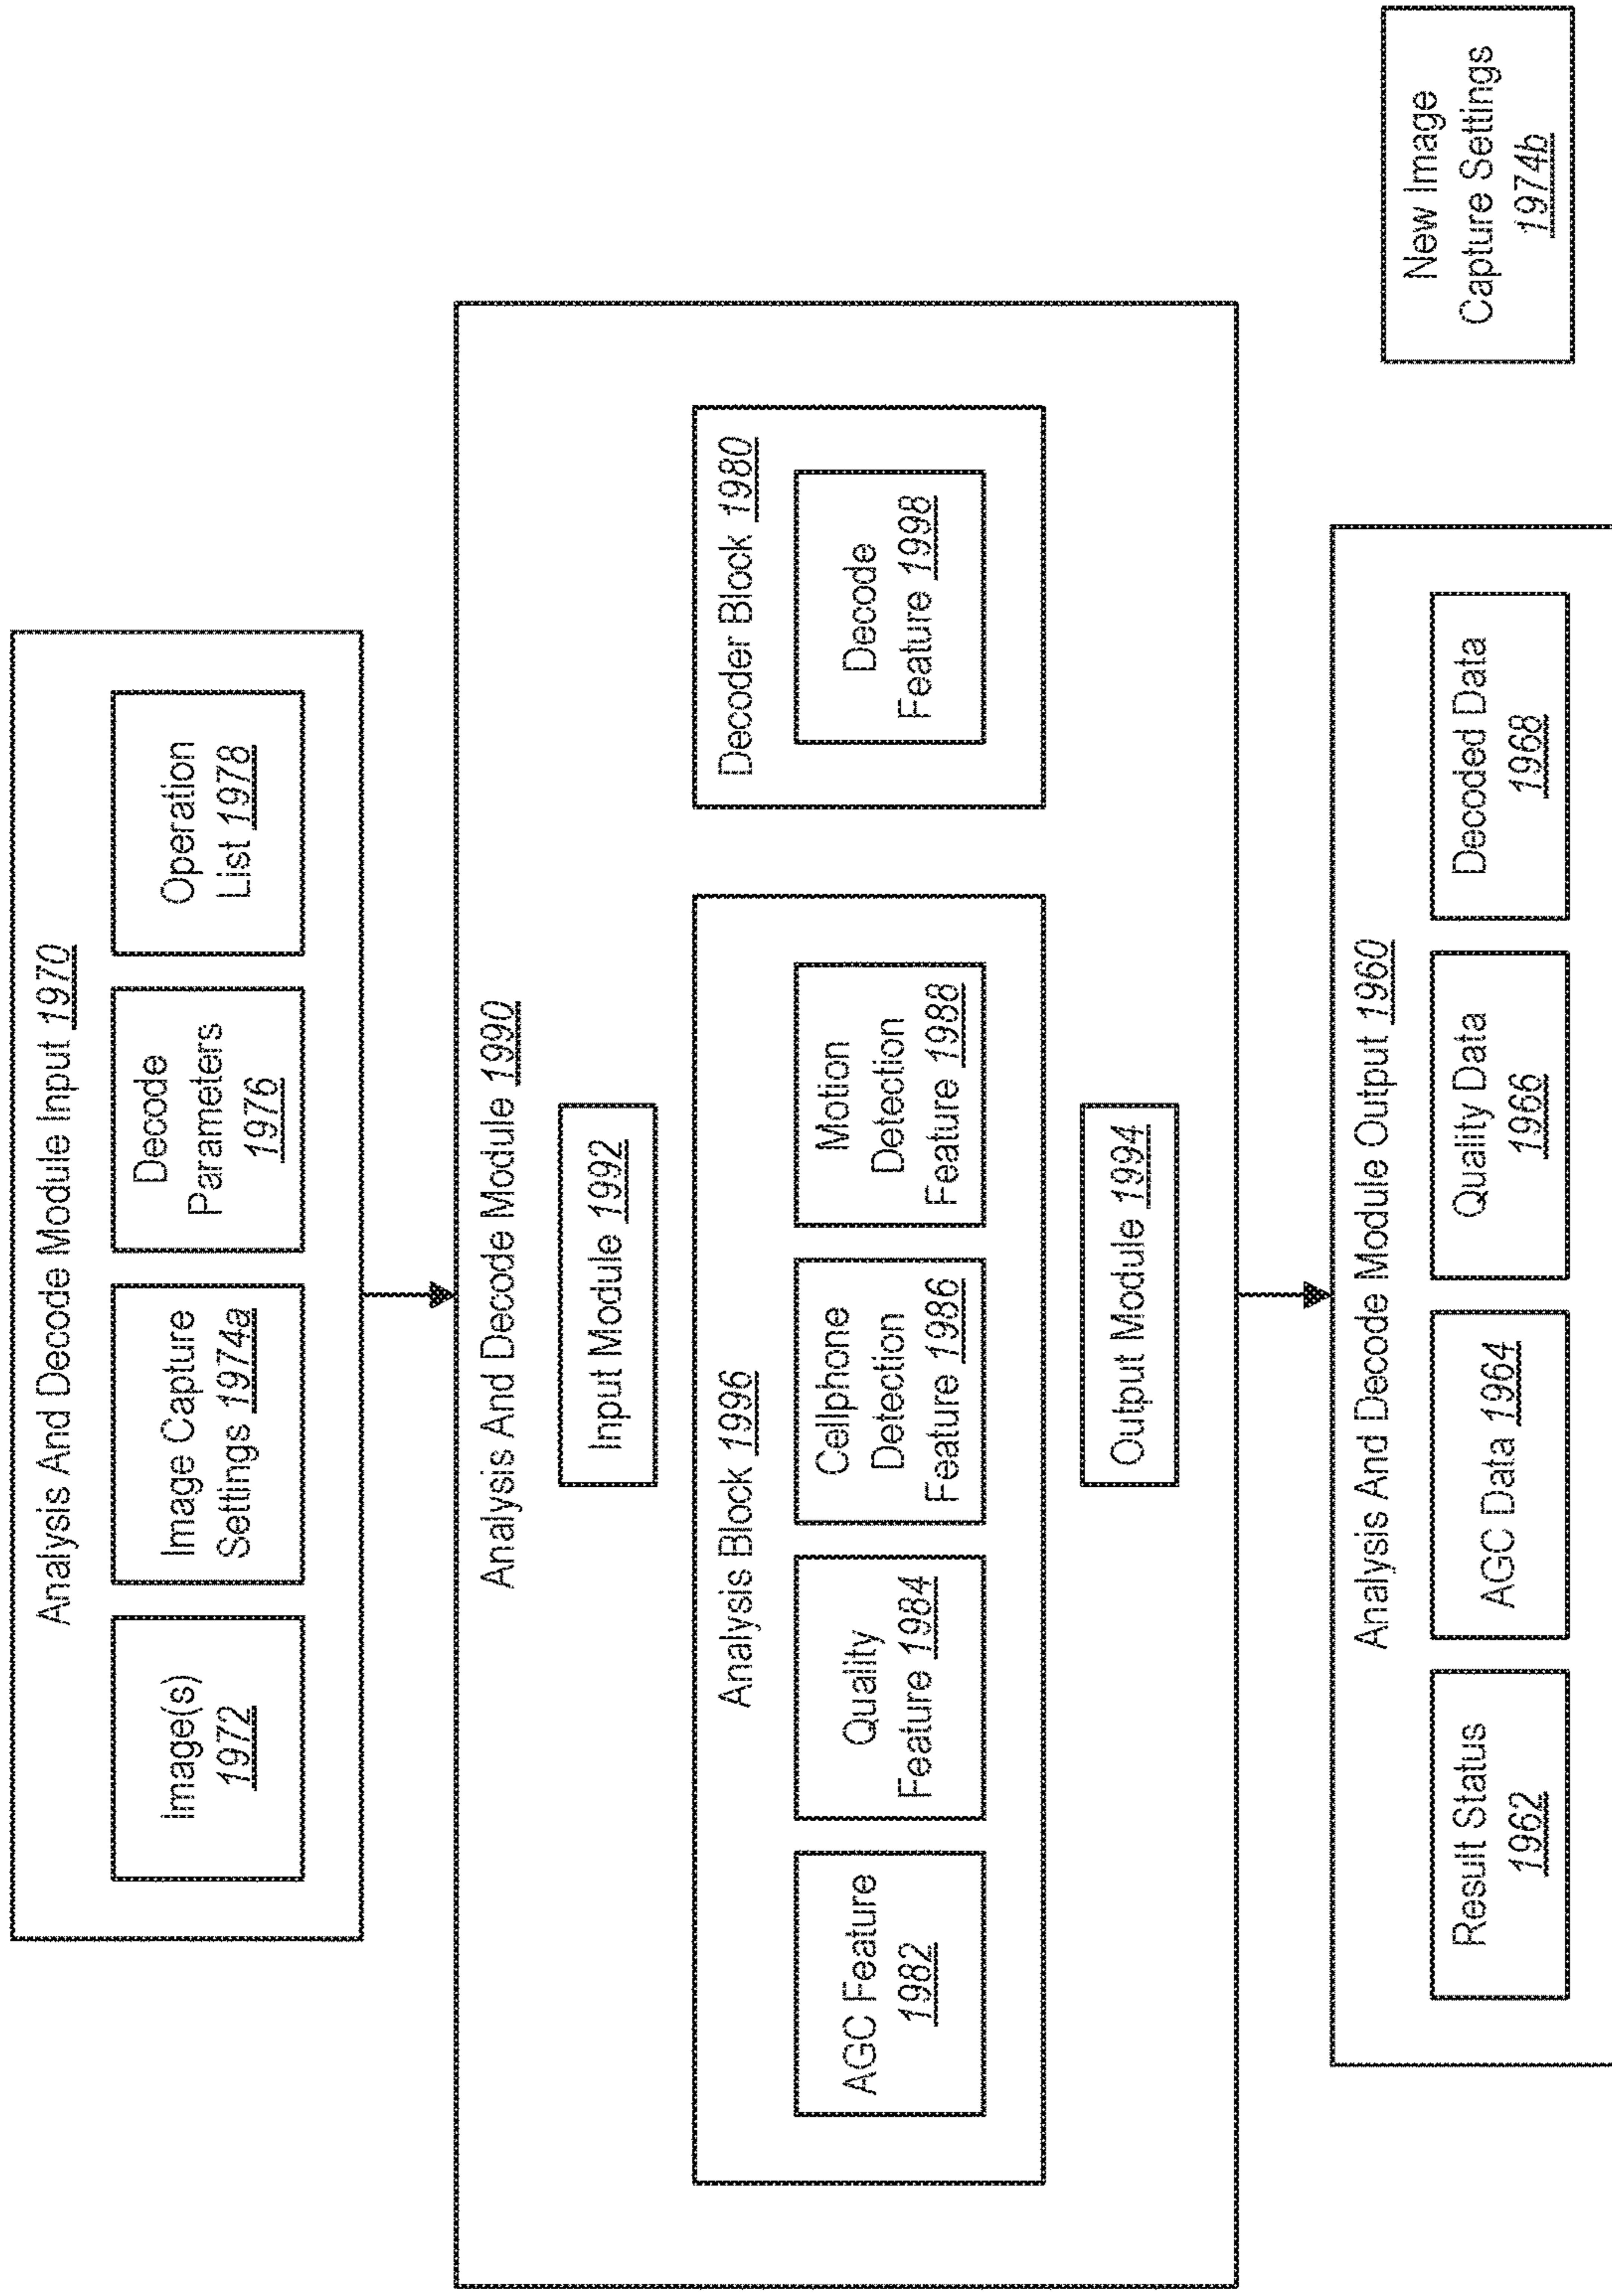 Analysis And Decode Module Input 1970
Image(s)
1972
Image Capture
Settings 1974a
Decode
Parameters
1976
Operation
List 1978
Analysis And Decode Module 1990
Input Module 1992
Analysis Block 1996
AGC Feature
1982
Quality
Feature 1984
Cellphone
Detection
Feature 1986
Motion
Detection
Feature 1988
Decoder Block 1980
Decode
Feature 1998
Output Module 1994
Analysis And Decode Module Output 1960
Result Status
1962
AGC Data 1964
Quality Data
1966
Decoded Data
1968
New Image
Capture Settings
1974b